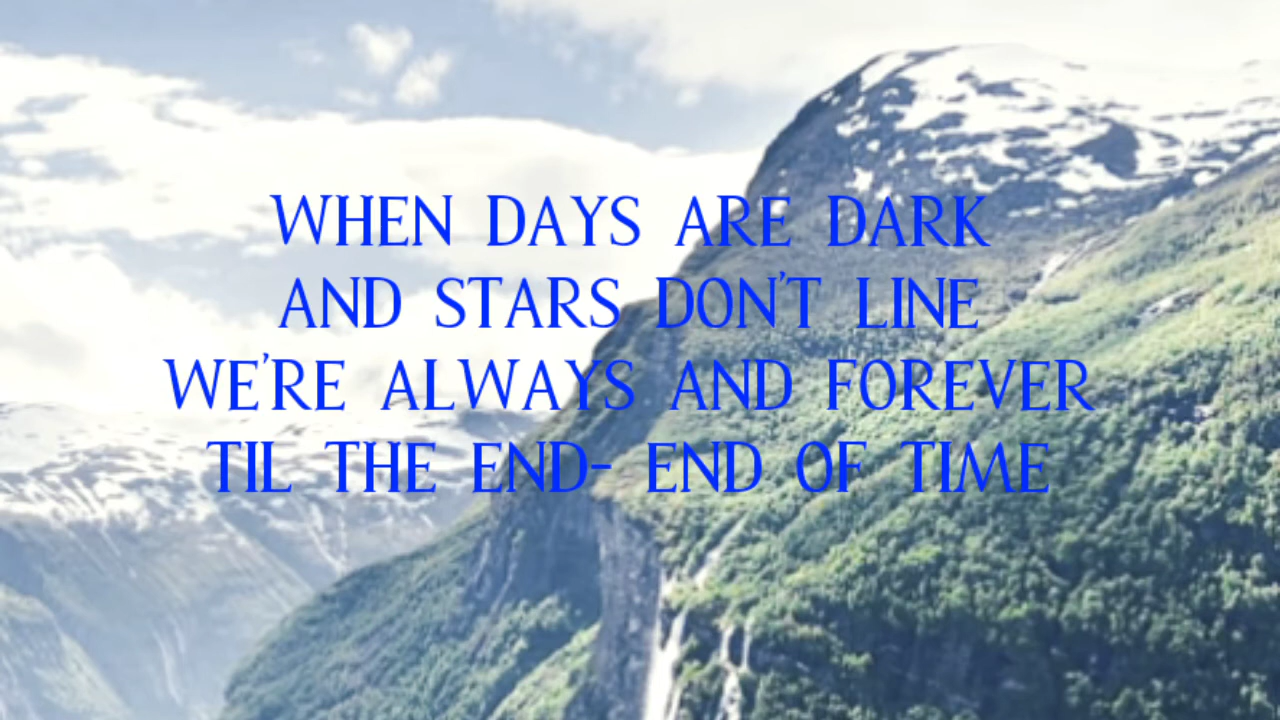 WHEN DAYS ARE DARK
AND STARS DON'T LINE
WE'RE ALWAYS AND FOREVER
TIL THE END- END OF TIME